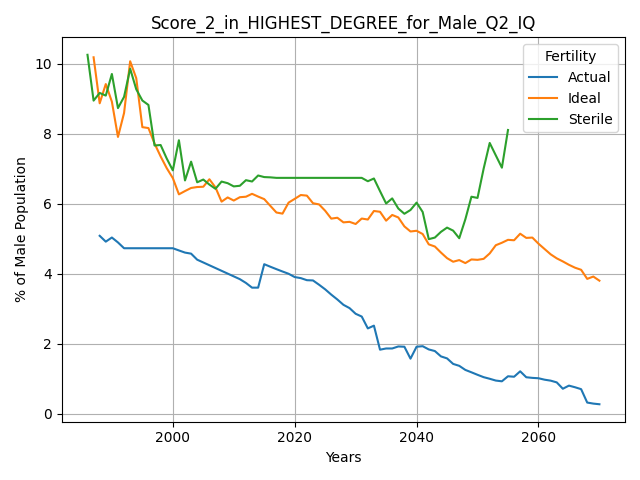 Score_2_in_HIGHEST_DEGREE_for_Male_Q2_IQ
Fertility
Actual
Ideal
Sterile
% of Male Population
10
8
6
4
2
0
2000 2020 2040 2060
Years